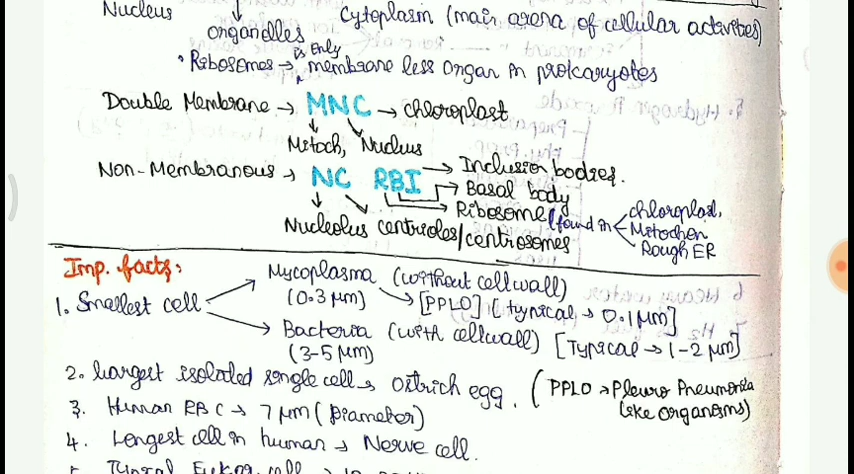 Nucleus
Cytoplasm (main arena of cellular activities)
organelles
• Ribosomes → is only membrane less organ in prokaryotes
Double Membrane → MNC → chloroplast
Mitoch, Nucleus
Non-Membranous → NC RBI → Inclusion bodies.
Basal body
Ribosome (found in chloroplast,
Mitochon
Rough ER
Nucleolus centrioles/centrosomes
Imp. facts:
1. Smallest cell
Mycoplasma (without cellwall)
(0.3 μm) → [PPLO] [typical → 0.1 μm]
Bacteria (with cellwall) [Typical → 1-2 μm]
(3-5 μm)
2. Largest isolated single cell → Ostrich egg. (PPLO → Pleuro Pneumonia
like organisms)
3. Human RBC → 7 μm (Diameter)
4. Longest cell in human → Nerve cell.